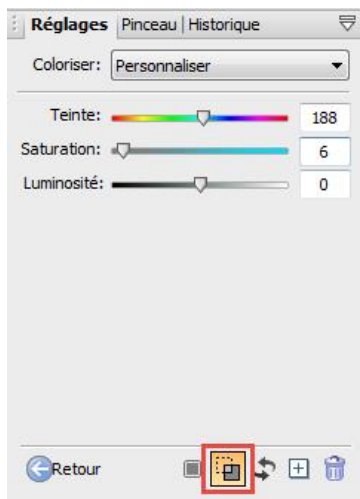 Réglages Pinceau | Historique
Coloriser: Personnaliser
Teinte: 188
Saturation: 6
Luminosité: 0
Retour